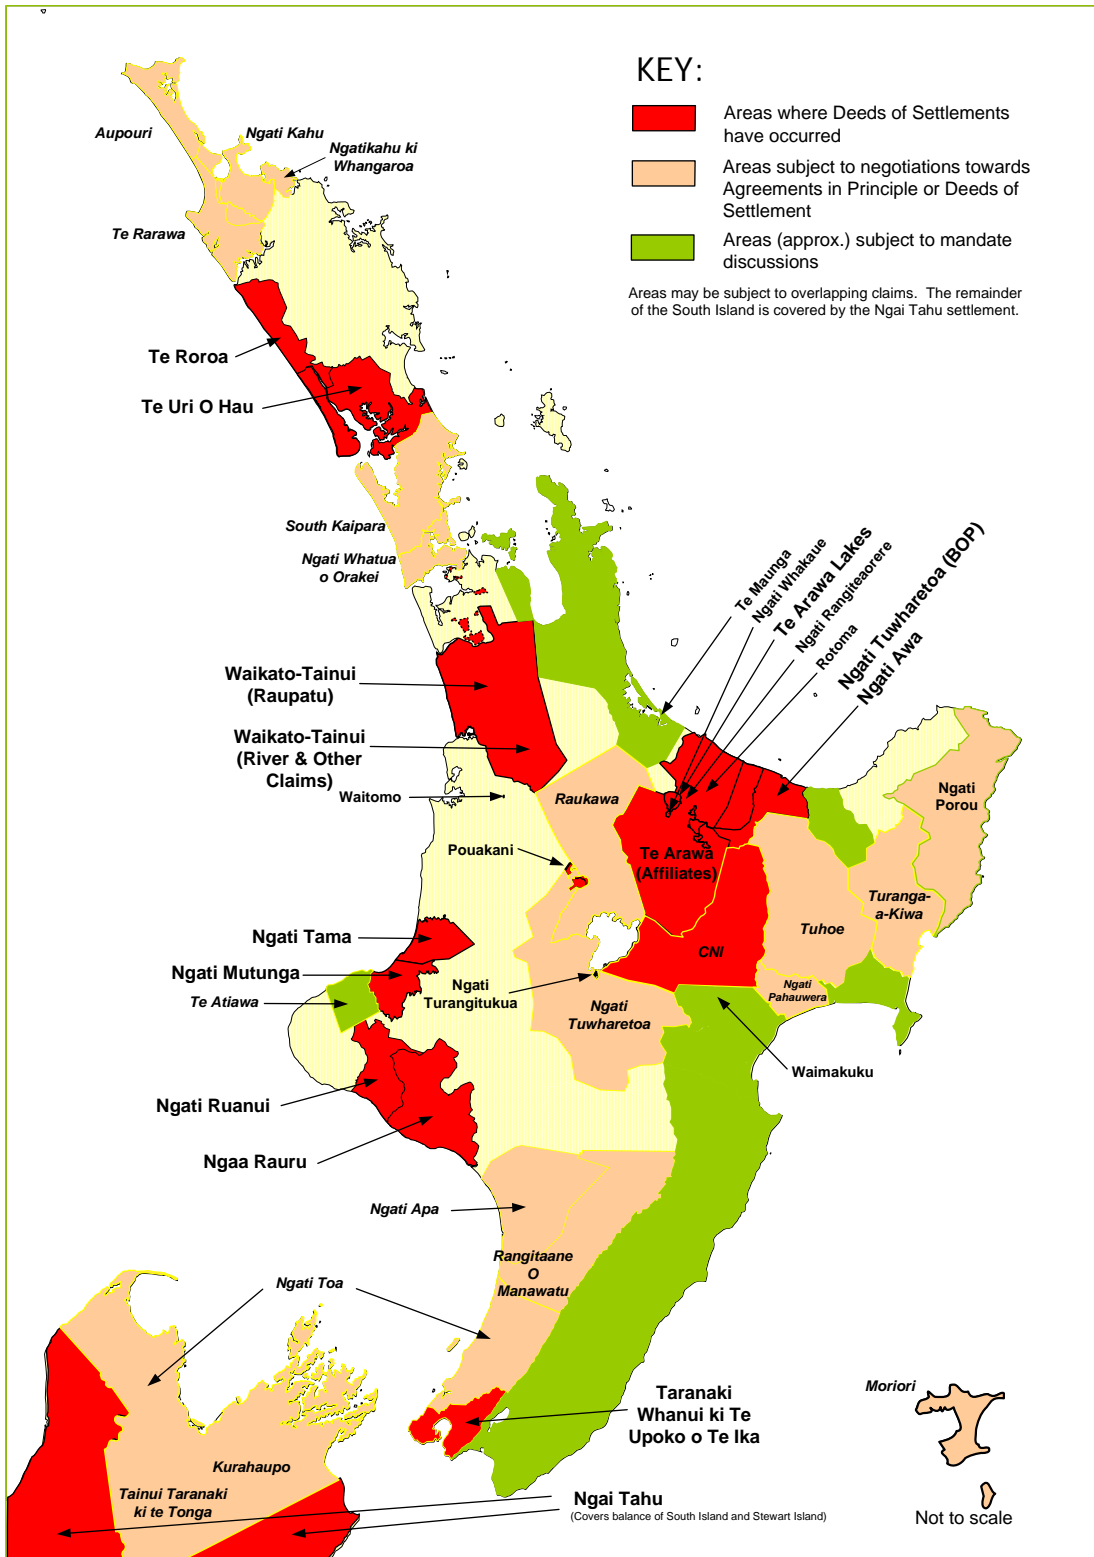 KEY:
Areas where Deeds of Settlements
have occurred
Areas subject to negotiations towards
Agreements in Principle or Deeds of
Settlement
Areas (approx.) subject to mandate
discussions
Areas may be subject to overlapping claims. The remainder
of the South Island is covered by the Ngai Tahu settlement.
Aupouri
Ngati Kahu
Ngatikahu ki
Whangaroa
Te Rarawa
Te Roroa
Te Uri O Hau
South Kaipara
Ngati Whatua
o Orakei
Te Maunga
Ngati Whakaue
Te Arawa Lakes
Ngati Rangiteaorere
Rotoma
Ngati Tuwharetoa (BOP)
Ngati Awa
Waikato-Tainui
(Raupatu)
Waikato-Tainui
(River & Other
Claims)
Waitomo
Raukawa
Pouakani
Te Arawa
(Affiliates)
Ngati
Porou
Turanga-
a-Kiwa
Tuhoe
CNI
Ngati Tama
Ngati Mutunga
Te Atiawa
Ngati
Turangitukua
Ngati
Tuwharetoa
Ngati
Pahauwera
Waimakuku
Ngati Ruanui
Ngaa Rauru
Ngati Apa
Rangitaane
O
Manawatu
Ngati Toa
Taranaki
Whanui ki Te
Upoko o Te Ika
Moriori
Kurahaupo
Tainui Taranaki
ki te Tonga
Ngai Tahu
(Covers balance of South Island and Stewart Island)
Not to scale